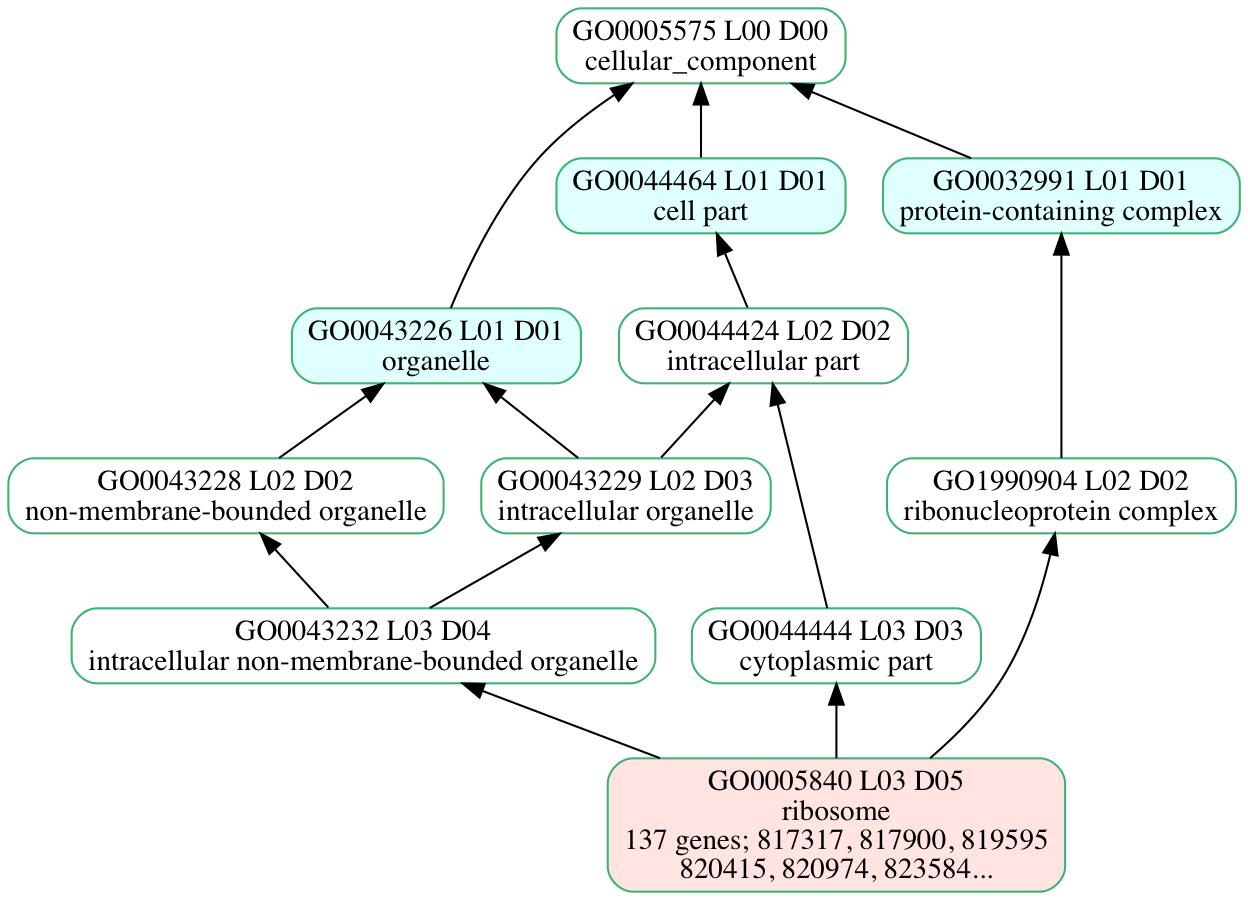 GO0005575 L00 D00
cellular_component
GO0044464 L01 D01
cell part
GO0032991 L01 D01
protein-containing complex
GO0043226 L01 D01
organelle
GO0044424 L02 D02
intracellular part
GO0043228 L02 D02
non-membrane-bounded organelle
GO0043229 L02 D03
intracellular organelle
GO1990904 L02 D02
ribonucleoprotein complex
GO0043232 L03 D04
intracellular non-membrane-bounded organelle
GO0044444 L03 D03
cytoplasmic part
GO0005840 L03 D05
ribosome
137 genes; 817317, 817900, 819595
820415, 820974, 823584...